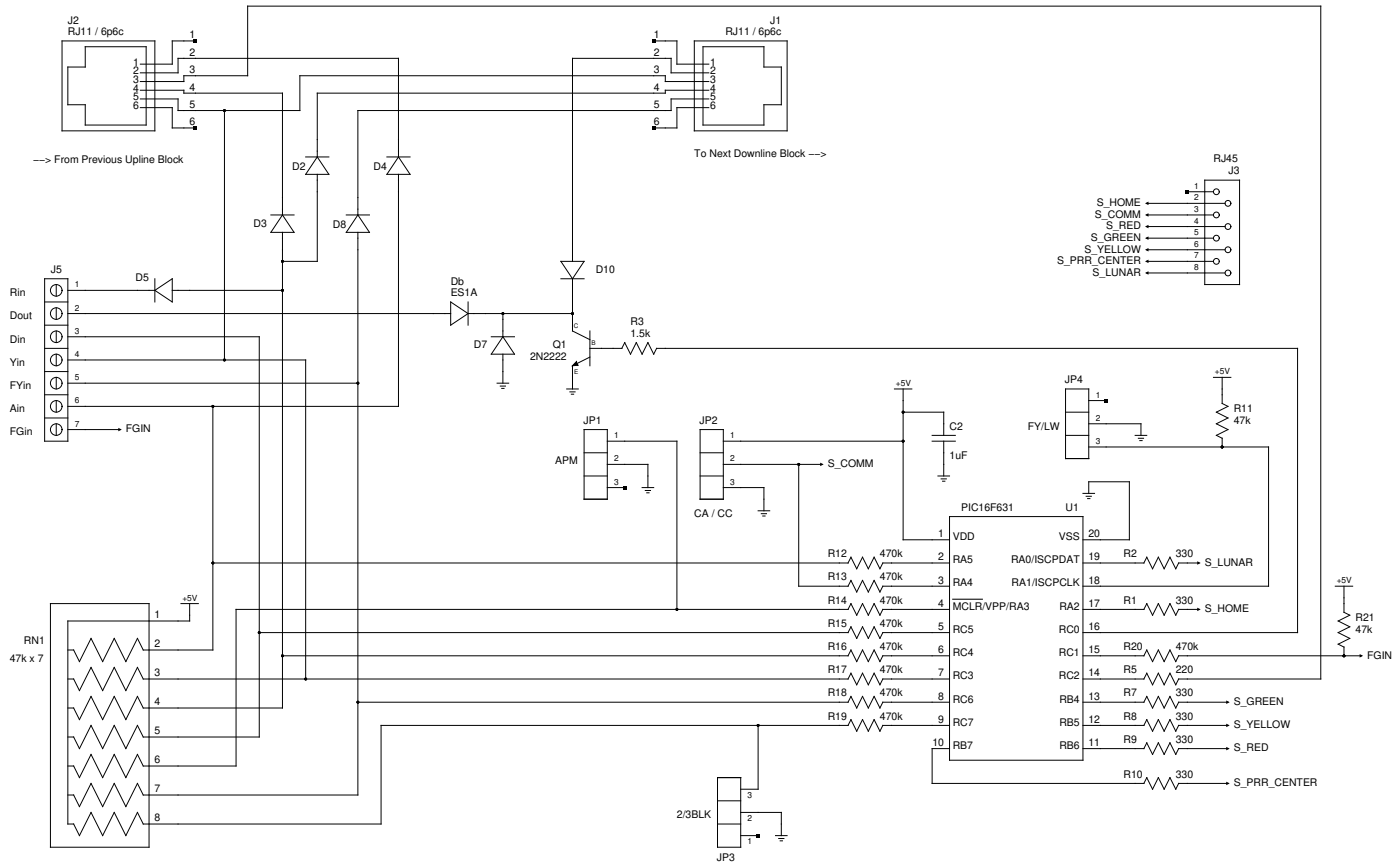 J2
RJ11 / 6p6c
1
2
3
4
5
6
1
2
3
4
5
6
J1
RJ11 / 6p6c
1
2
3
4
5
6
1
2
3
4
5
6
--> From Previous Upline Block
To Next Downline Block -->
D2
D4
D3
D8
RJ45
J3
1
S_HOME 2
S_COMM 3
S_RED 4
S_GREEN 5
S_YELLOW 6
S_PRR_CENTER 7
S_LUNAR 8
J5
D5
Rin 1
Dout 2
Din 3
Yin 4
FYin 5
Ain 6
FGin 7 FGIN
Db
ES1A
D10
D7
Q1
2N2222
C
B
E
R3
1.5k
+5V
C2
1uF
JP1
APM
1
2
3
JP2
CA / CC
1
2
3
S_COMM
JP4
FY/LW
1
2
3
+5V
R11
47k
PIC16F631 U1
1 VDD VSS 20
R12 470k 2 RA5 RA0/ISCPDAT 19 R2 330 S_LUNAR
R13 470k 3 RA4 RA1/ISCPCLK 18
R14 470k 4 MCLR/VPP/RA3 RA2 17 R1 330 S_HOME
R15 470k 5 RC5 RC0 16
R16 470k 6 RC4 RC1 15 R20 470k FGIN
R17 470k 7 RC3 RC2 14 R5 220
R18 470k 8 RC6 RB4 13 R7 330 S_GREEN
R19 470k 9 RC7 RB5 12 R8 330 S_YELLOW
10 RB7 RB6 11 R9 330 S_RED
R10 330 S_PRR_CENTER
+5V
R21
47k
RN1
47k x 7
+5V
1
2
3
4
5
6
7
8
2/3BLK
3
2
1
JP3